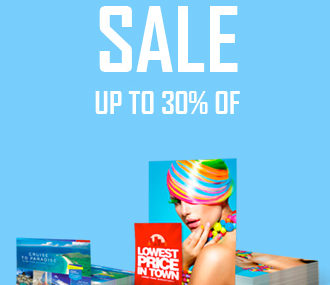 SALE
UP TO 30% OF
LOWEST
PRICE
IN TOWN
CRUISE
TO PARADISE